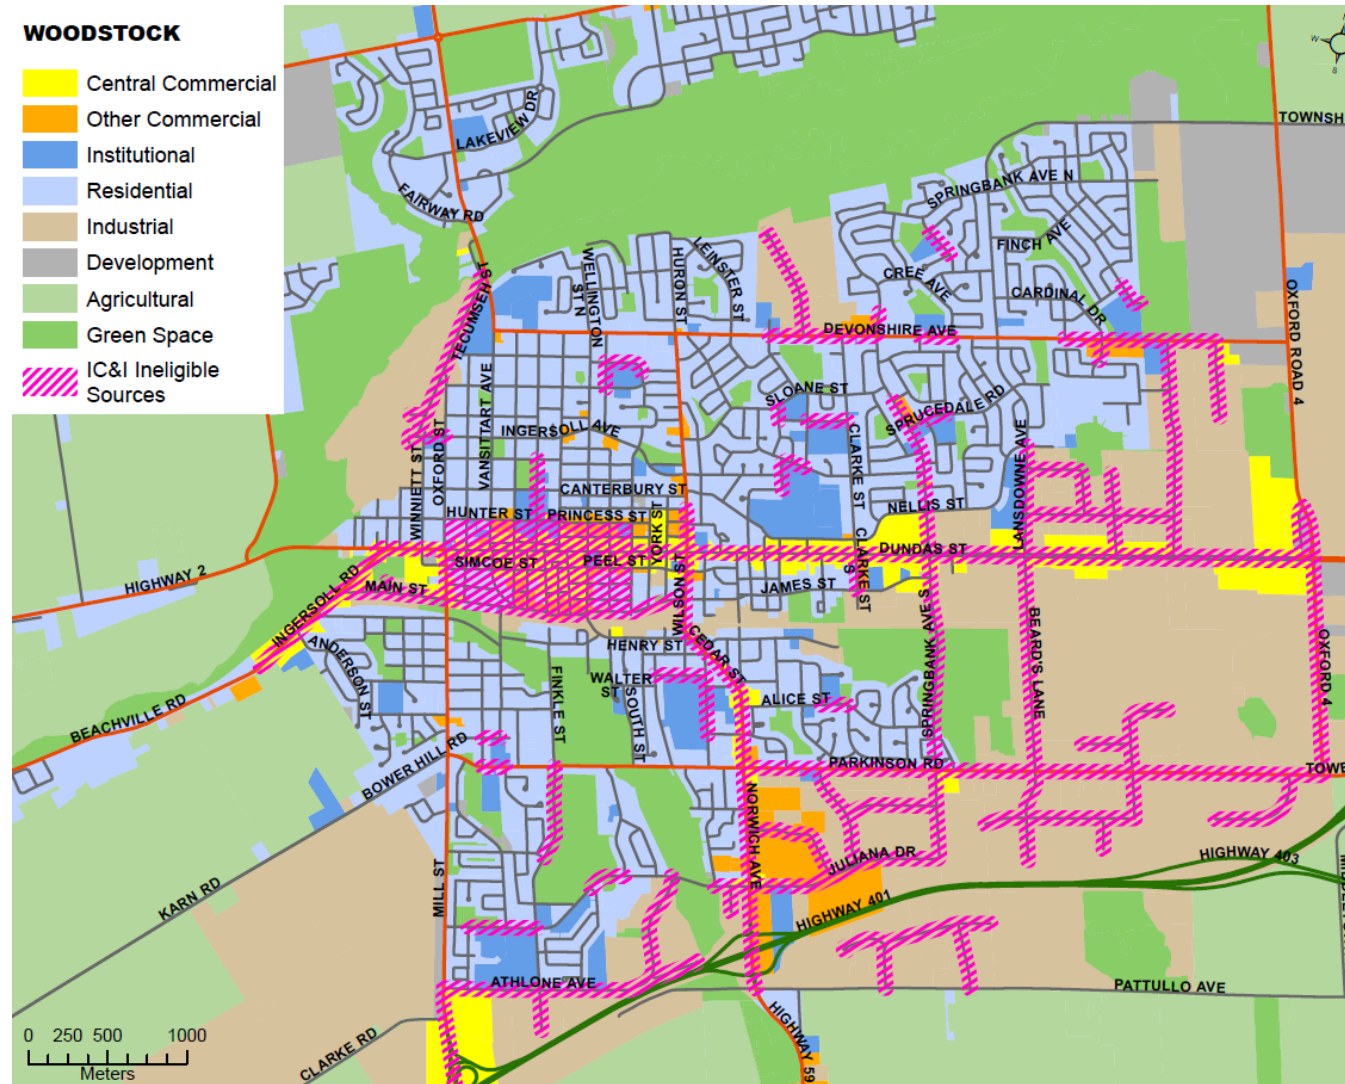 WOODSTOCK
Central Commercial
Other Commercial
Institutional
Residential
Industrial
Development
Agricultural
Green Space
IC&I Ineligible
Sources
W
S
TOWNSH
LAKEVIEW DR
FAIRWAY RD
SPRINGBANK AVE N
FINCH AVE
CREE AVE
CARDINAL DR
OXFORD ROAD 4
TECUMSEH ST
WELLINGTON
ST N
HURON ST
LEINSTER ST
DEVONSHIRE AVE
VANSITTART AVE
SLOANE ST
SPRUCEDALE RD
INGERSOLL AVE
WINNIETT ST
OXFORD ST
CLARKE ST
LANSDOWNE AVE
CANTERBURY ST
HUNTER ST
PRINCESS ST
YORK ST
NELLIS ST
SIMCOE ST
PEEL ST
DUNDAS ST
HIGHWAY 2
INGERSOLL RD
MAIN ST
WILSON ST
JAMES ST
CLARKE ST
S
SPRINGBANK AVE S
BEARD'S LANE
OXFORD 4
ANDERSON ST
HENRY ST
CEDAR ST
FINKLE ST
WALTER
ST
SOUTH ST
ALICE ST
BEACHVILLE RD
BOWER HILL RD
PARKINSON RD
TOWE
NORWICH AVE
JULIANA DR
HIGHWAY 403
KARN RD
MILL ST
HIGHWAY 401
ATHLONE AVE
PATTULLO AVE
HIGHWAY 59
CLARKE RD
0 250 500 1000
Meters